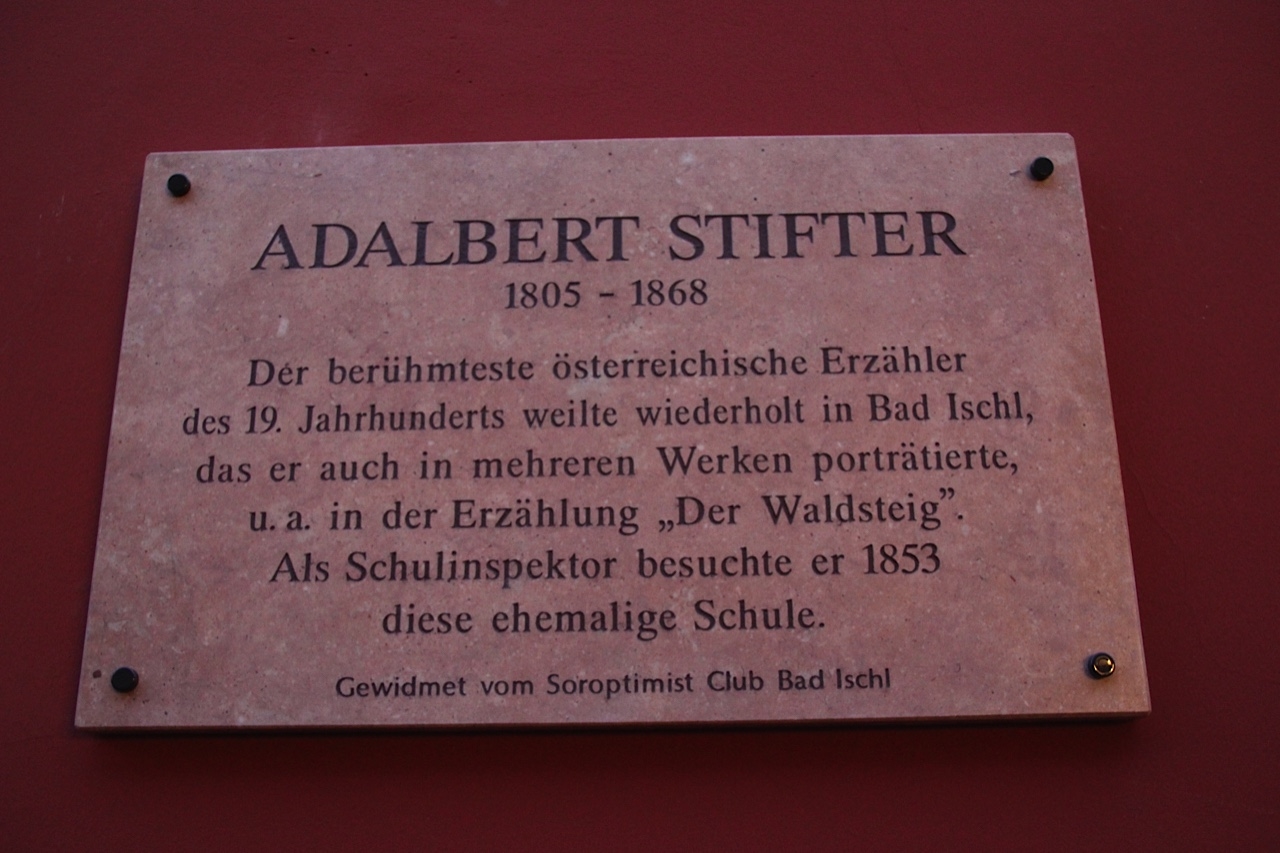 ADALBERT STIFTER
1805 – 1868
Der berühmteste österreichische Erzähler
des 19. Jahrhunderts weilte wiederholt in Bad Ischl,
das er auch in mehreren Werken porträtierte,
u. a. in der Erzählung „Der Waldsteig”.
Als Schulinspektor besuchte er 1853
diese ehemalige Schule.
Gewidmet vom Soroptimist Club Bad Ischl